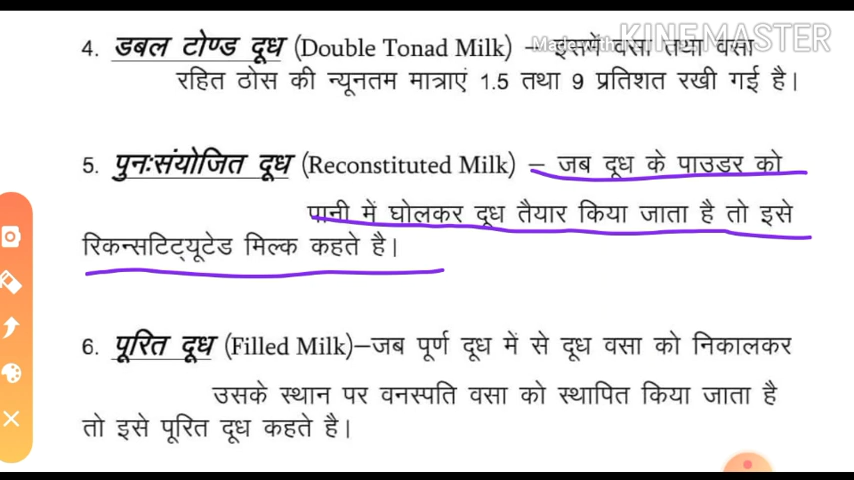 Made with KINEMASTER
4. डबल टोण्ड दूध (Double Tonad Milk) – इसमें वसा तथा वसा
रहित ठोस की न्यूनतम मात्राएं 1.5 तथा 9 प्रतिशत रखी गई है।
5. पुनःसंयोजित दूध (Reconstituted Milk) – जब दूध के पाउडर को
पानी में घोलकर दूध तैयार किया जाता है तो इसे
रिकन्सटिट्यूटेड मिल्क कहते है।
6. पूरित दूध (Filled Milk)–जब पूर्ण दूध में से दूध वसा को निकालकर
उसके स्थान पर वनस्पति वसा को स्थापित किया जाता है
तो इसे पूरित दूध कहते है।